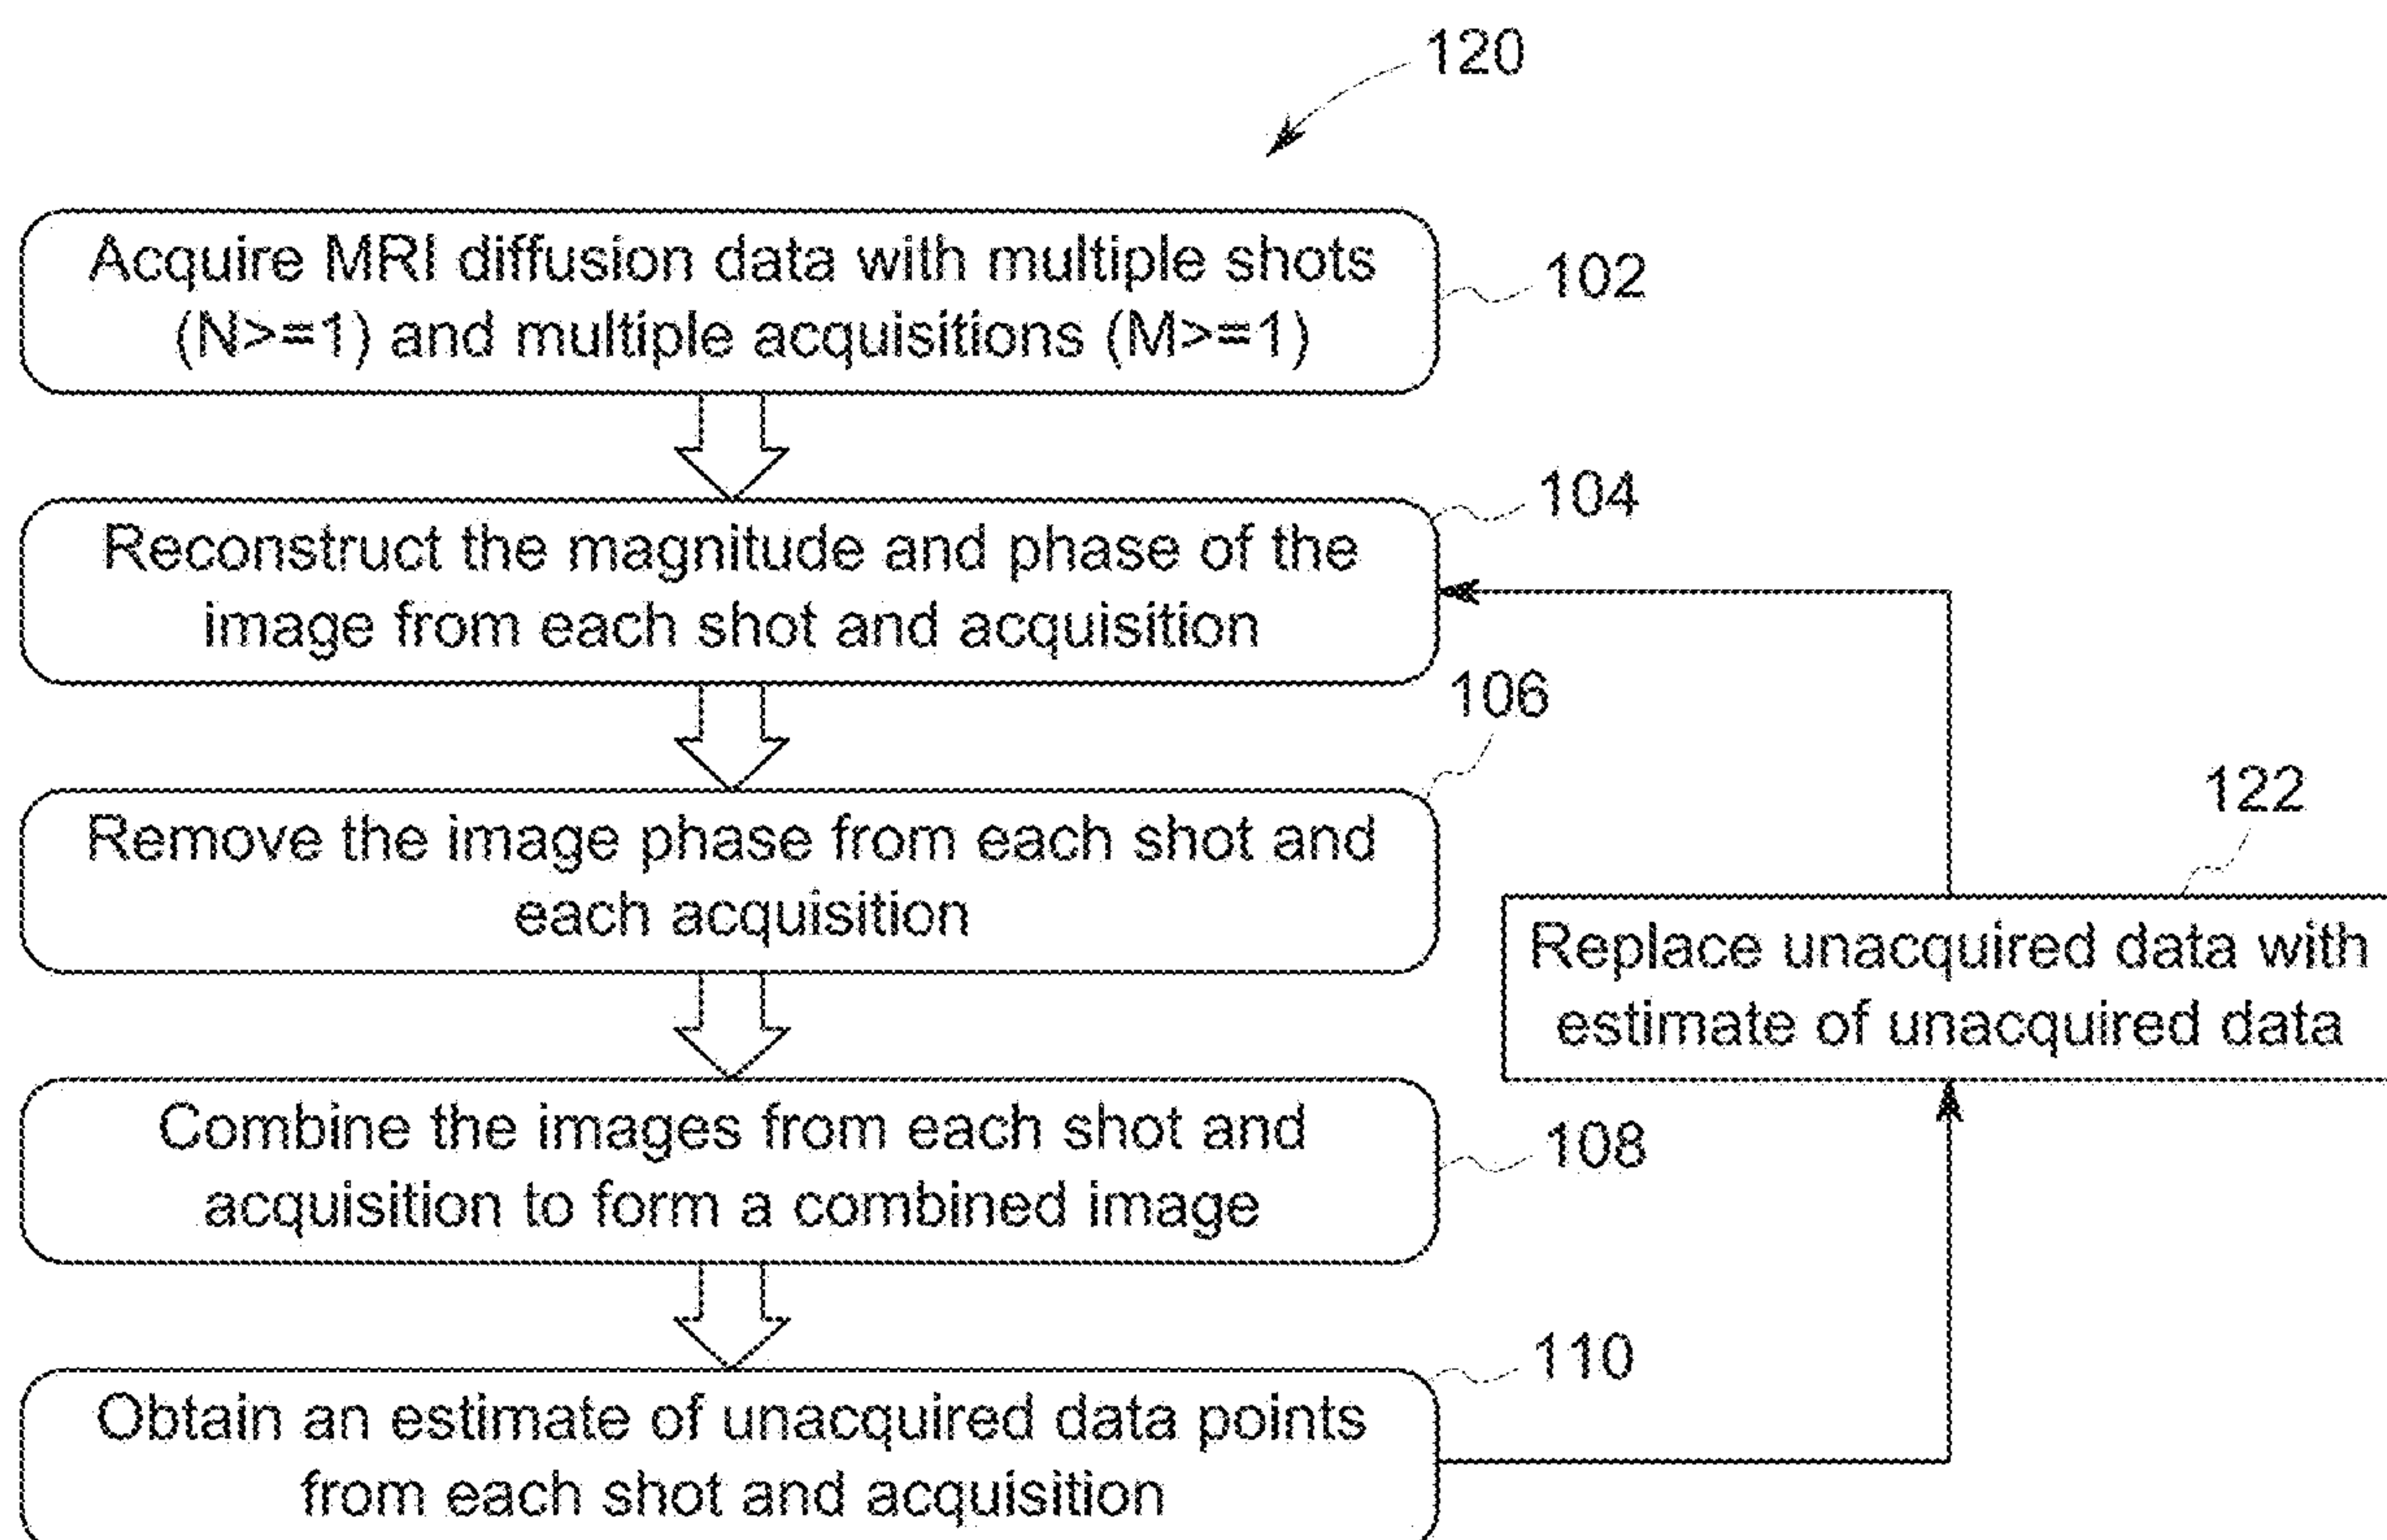 120
Acquire MRI diffusion data with multiple shots
(N>=1) and multiple acquisitions (M>=1)
102
Reconstruct the magnitude and phase of the
image from each shot and acquisition
104
Remove the image phase from each shot and
each acquisition
106
Combine the images from each shot and
acquisition to form a combined image
108
Obtain an estimate of unacquired data points
from each shot and acquisition
110
Replace unacquired data with
estimate of unacquired data
122